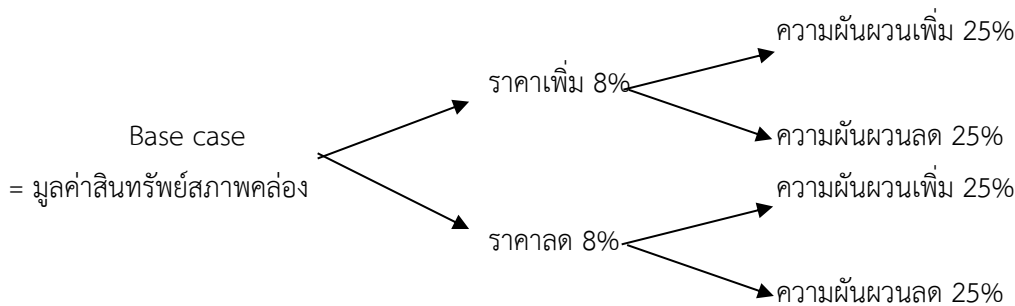 ความผันผวนเพิ่ม 25%
ราคาเพิ่ม 8%
Base case
ความผันผวนลด 25%
= มูลค่าสินทรัพย์สภาพคล่อง
ความผันผวนเพิ่ม 25%
ราคาลด 8%
ความผันผวนลด 25%